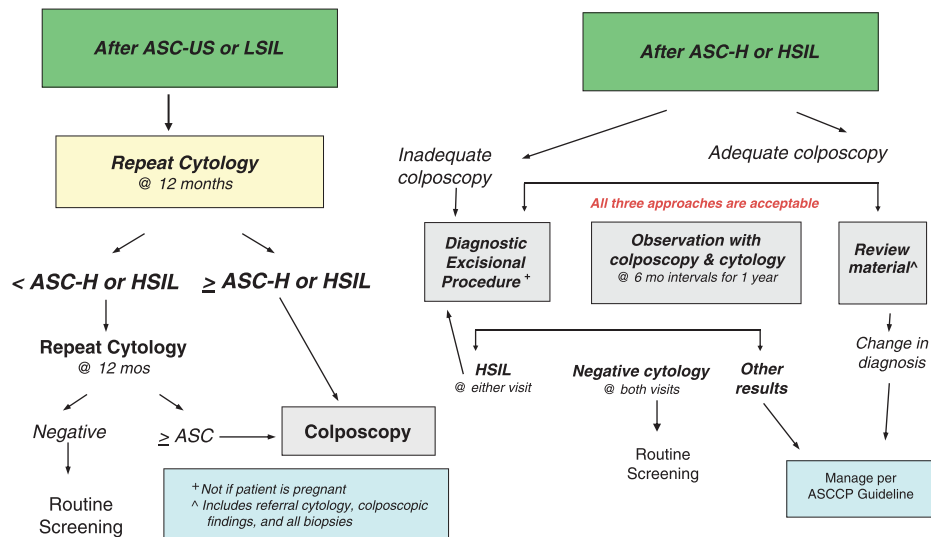 After ASC-US or LSIL
Repeat Cytology
@ 12 months
< ASC-H or HSIL
≥ ASC-H or HSIL
Repeat Cytology
@ 12 mos
Negative
≥ ASC
Colposcopy
Routine
Screening
+ Not if patient is pregnant
^ Includes referral cytology, colposcopic
findings, and all biopsies
After ASC-H or HSIL
Inadequate
colposcopy
Adequate colposcopy
All three approaches are acceptable
Diagnostic
Excisional
Procedure +
Observation with
colposcopy & cytology
@ 6 mo intervals for 1 year
Review
material^
HSIL
@ either visit
Negative cytology
@ both visits
Other
results
Change in
diagnosis
Routine
Screening
Manage per
ASCCP Guideline